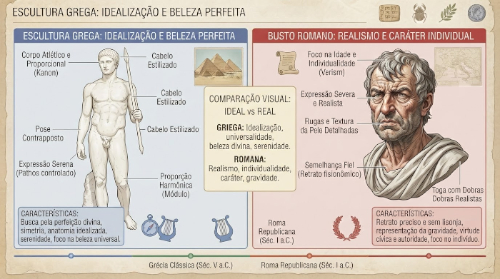 ESCULTURA GREGA: IDEALIZAÇÃO E BELEZA PERFEITA
ESCULTURA GREGA: IDEALIZAÇÃO E BELEZA PERFEITA
Corpo Atlético e
Proporcional
(Kanon)
Cabelo
Estilizado
Cabelo
Estilizado
Pose
Contrapposto
Cabelo Estilizado
Expressão Serena
(Pathos controlado)
Proporção
Harmônica
(Módulo)
CARACTERÍSTICAS:
Busca pela perfeição divina,
simetria, anatomia idealizada,
serenidade, foco na beleza universal.
COMPARAÇÃO VISUAL:
IDEAL vs REAL
GRIEGA: Idealização,
universalidade,
beleza divina, serenidade.
ROMANA:
Realismo, individualidade,
caráter, gravidade.
BUSTO ROMANO: REALISMO E CARÁTER INDIVIDUAL
Foco na Idade e
Individualidade
(Verism)
Expressão Severa
e Realista
Rugas e Textura
da Pele Detalhadas
Semelhança Fiel
(Retrato fisionômico)
Toga com Dobras
Dobras Realistas
Roma
Republicana
(Séc. I a.C.)
CARACTERÍSTICAS:
Retrato preciso e sem lisonja,
representação da gravidade, virtude
cívica e autoridade, foco no indivíduo.
Grécia Clássica (Séc. V a.C.)
Roma Republicana (Séc. I a.C.)